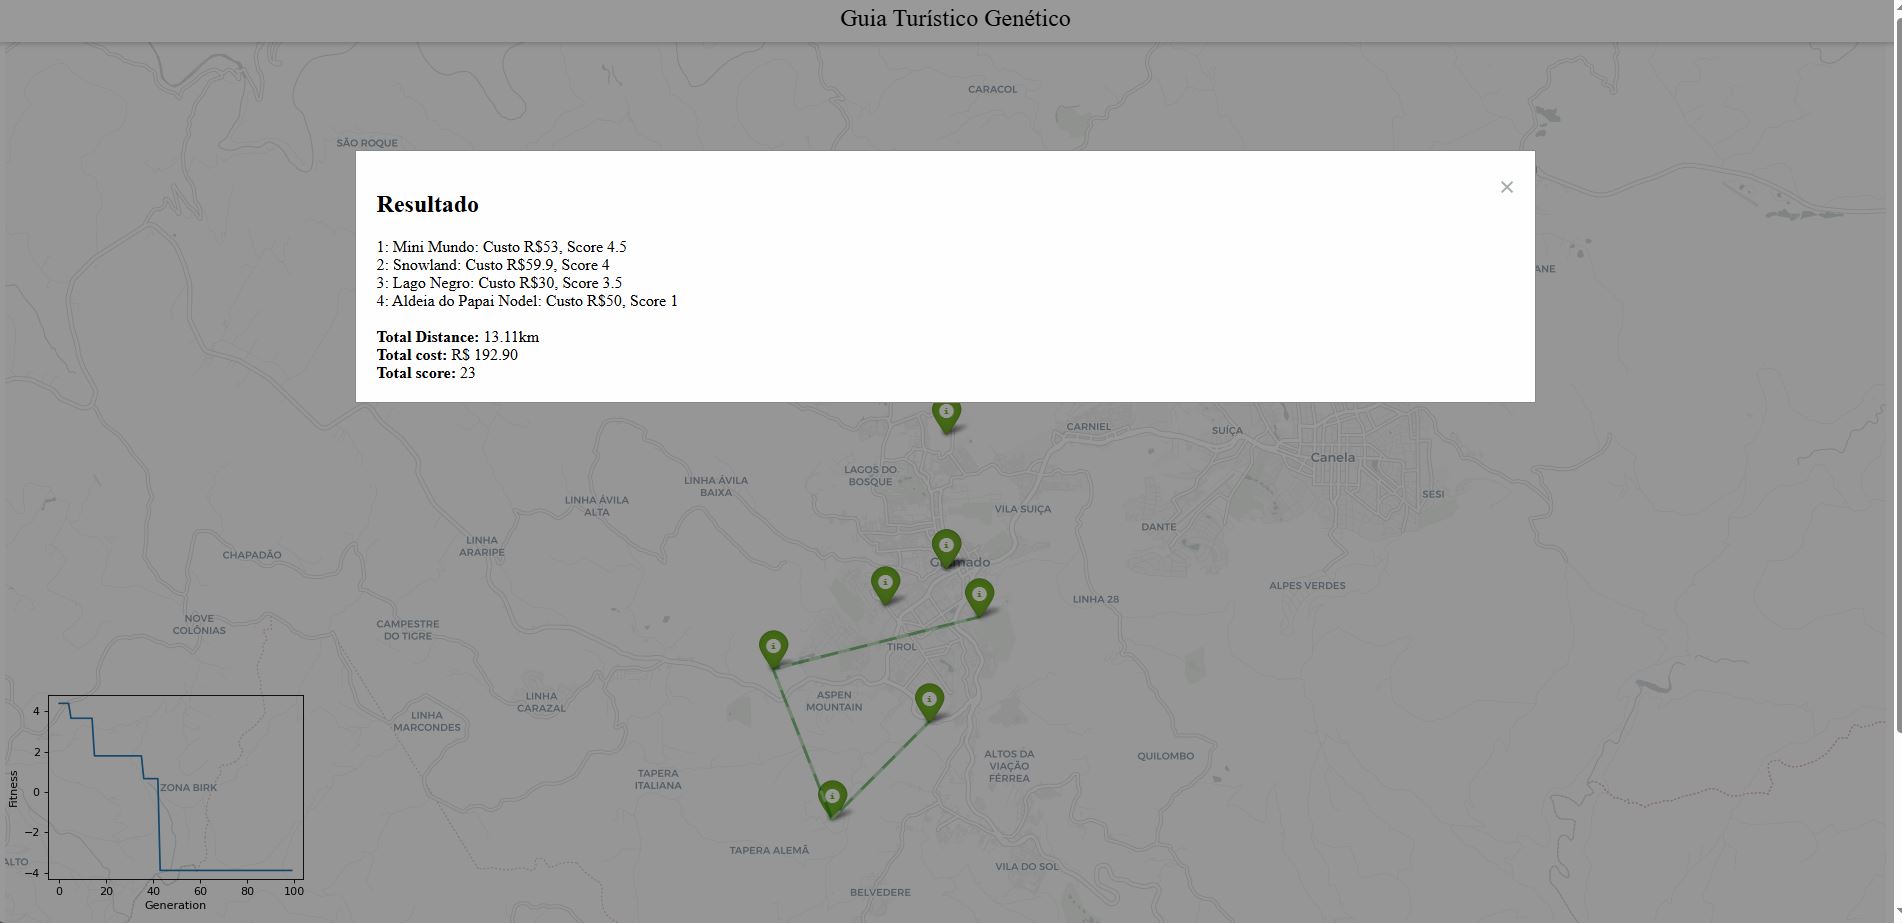 Guia Turístico Genético
CARACOL
SÃO ROQUE
×
Resultado
1: Mini Mundo: Custo R$53, Score 4.5
2: Snowland: Custo R$59.9, Score 4
3: Lago Negro: Custo R$30, Score 3.5
4: Aldeia do Papai Nodel: Custo R$50, Score 1
Total Distance: 13.11km
Total cost: R$ 192.90
Total score: 23
ANE
CARNIEL
SUÍÇA
Canela
LAGOS DO
BOSQUE
LINHA ÁVILA
BAIXA
LINHA ÁVILA
ALTA
SESI
VILA SUIÇA
DANTE
LINHA
ARARIPE
CHAPADÃO
Gramado
ALPES VERDES
LINHA 28
NOVE
COLÔNIAS
CAMPESTRE
DO TIGRE
TIROL
ASPEN
MOUNTAIN
LINHA
CARAZAL
LINHA
MARCONDES
ALTOS DA
VIAÇÃO
FÉRREA
QUILOMBO
TAPERA
ITALIANA
ZONA BIRK
TAPERA ALEMÃ
ALTO
VILA DO SOL
BELVEDERE
4
2
0
−2
−4
Fitness
0 20 40 60 80 100
Generation